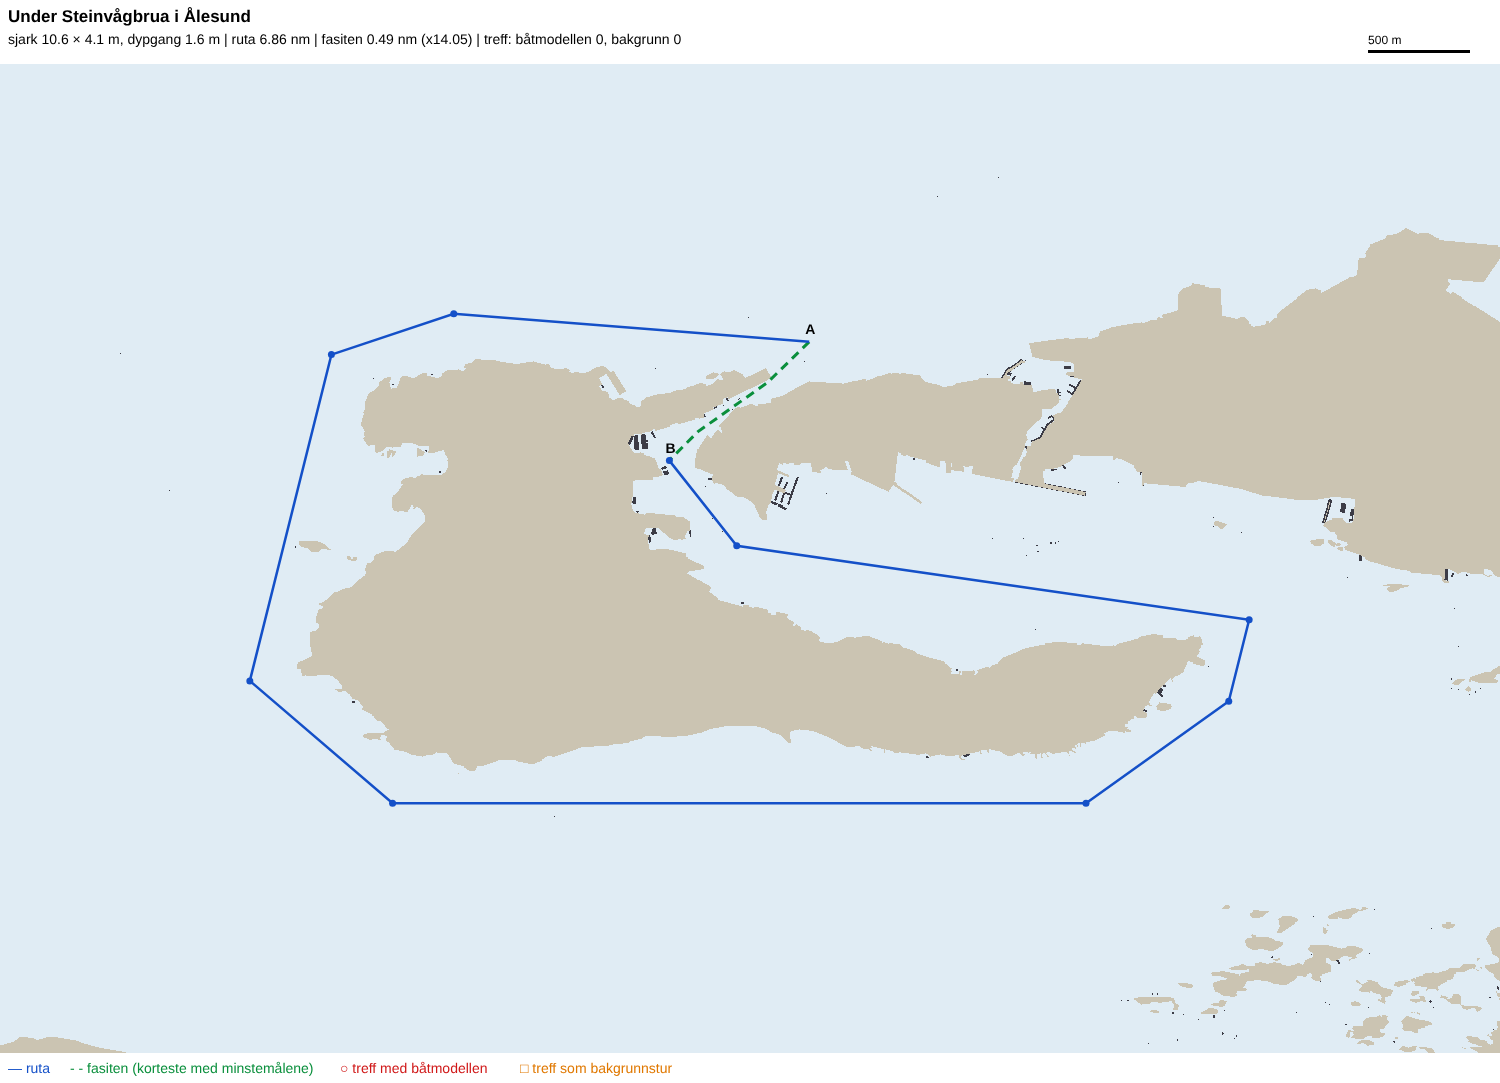 Under Steinvågbrua i Ålesund
sjark 10.6 × 4.1 m, dypgang 1.6 m | ruta 6.86 nm | fasiten 0.49 nm (x14.05) | treff: båtmodellen 0, bakgrunn 0
500 m
A
B
— ruta - - fasiten (korteste med minstemålene) ○ treff med båtmodellen □ treff som bakgrunnstur